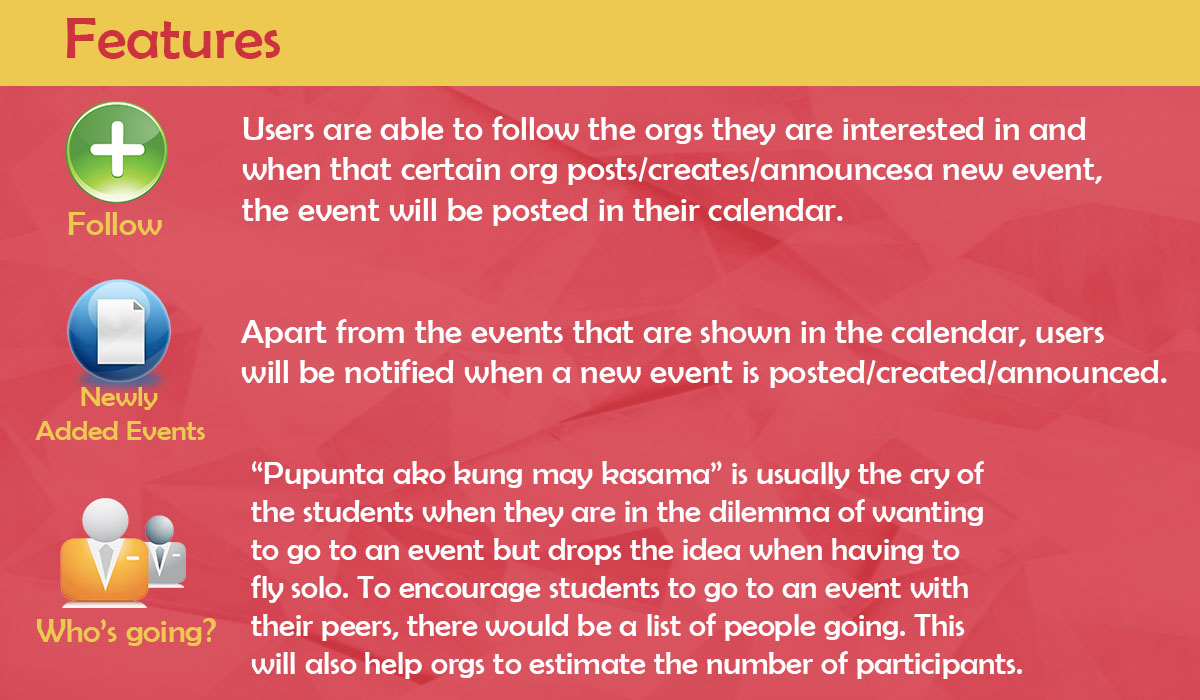 Features
Follow
Users are able to follow the orgs they are interested in and
when that certain org posts/creates/announcesa new event,
the event will be posted in their calendar.
Newly
Added Events
Apart from the events that are shown in the calendar, users
will be notified when a new event is posted/created/announced.
Who's going?
“Pupunta ako kung may kasama” is usually the cry of
the students when they are in the dilemma of wanting
to go to an event but drops the idea when having to
fly solo. To encourage students to go to an event with
their peers, there would be a list of people going. This
will also help orgs to estimate the number of participants.